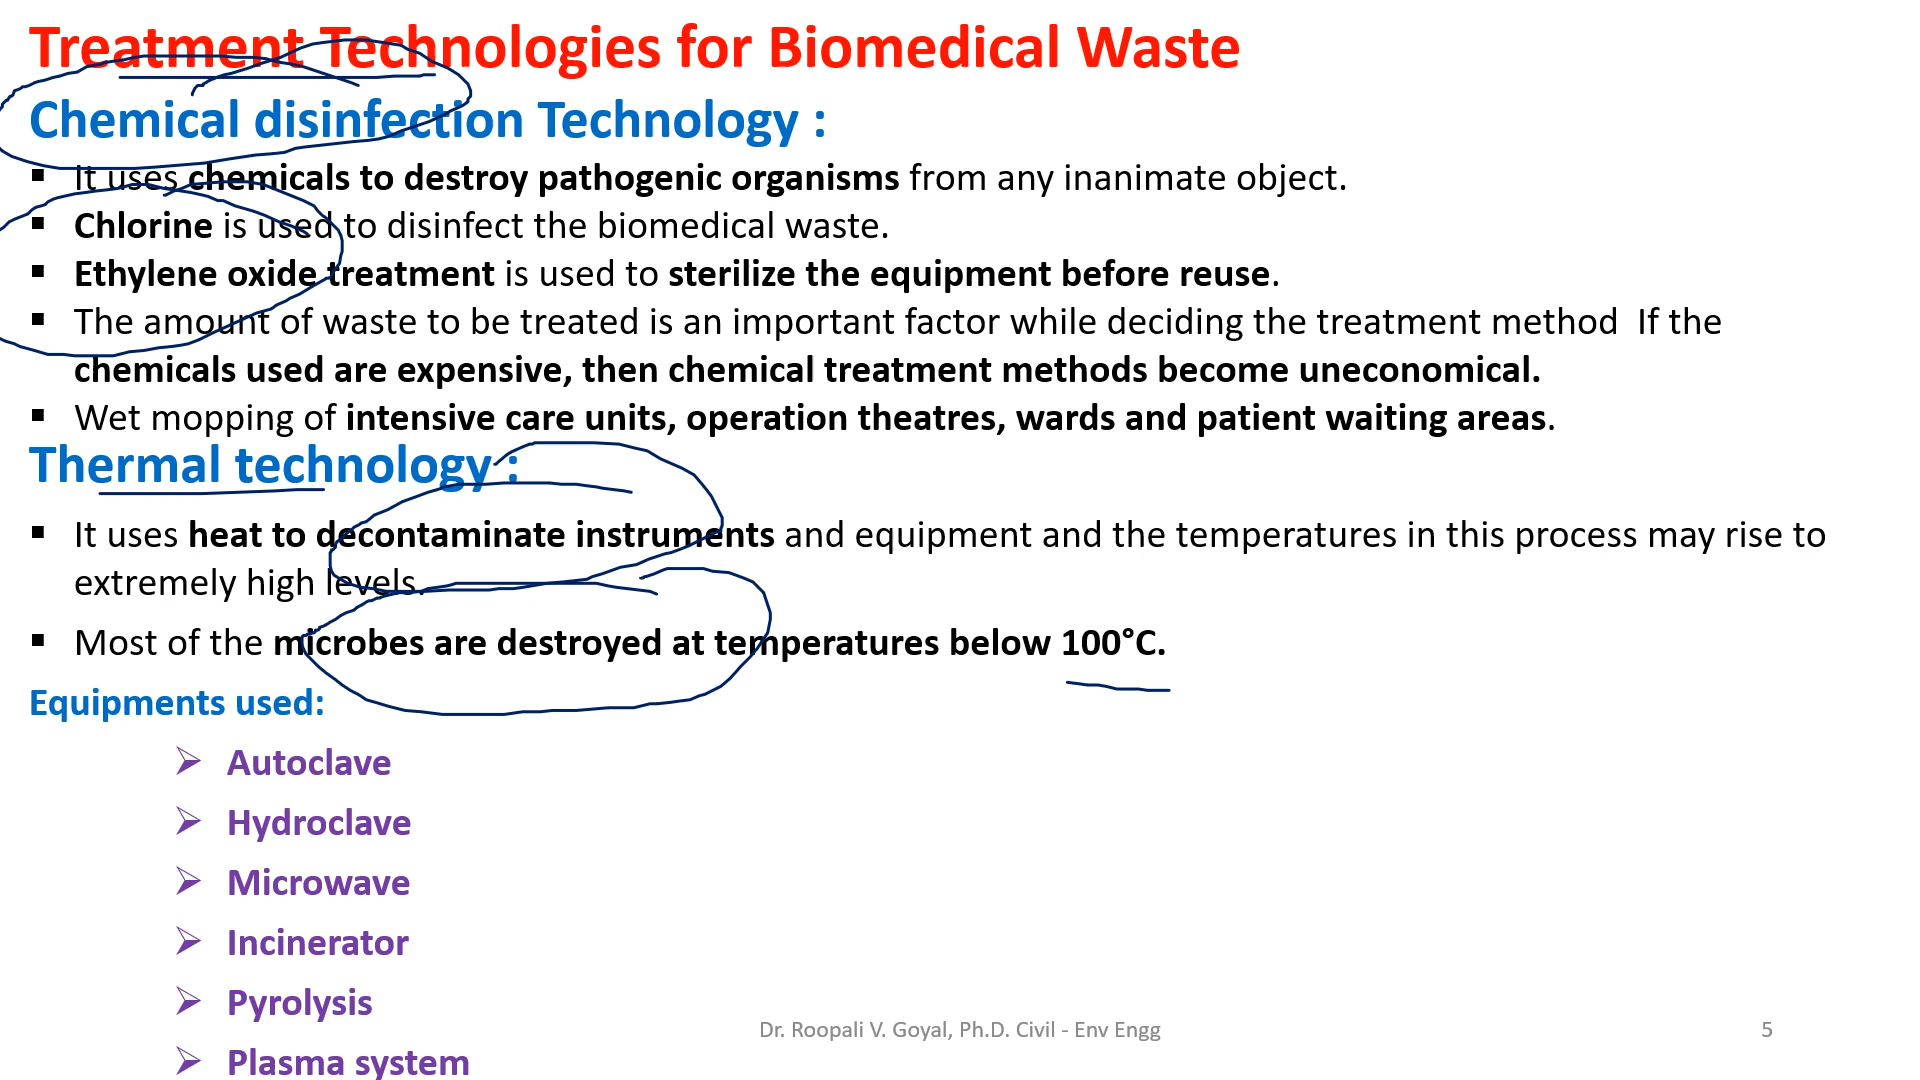 Treatment Technologies for Biomedical Waste
Chemical disinfection Technology :
▪ It uses chemicals to destroy pathogenic organisms from any inanimate object.
▪ Chlorine is used to disinfect the biomedical waste.
▪ Ethylene oxide treatment is used to sterilize the equipment before reuse.
▪ The amount of waste to be treated is an important factor while deciding the treatment method  If the
chemicals used are expensive, then chemical treatment methods become uneconomical.
▪ Wet mopping of intensive care units, operation theatres, wards and patient waiting areas.
Thermal technology :
▪ It uses heat to decontaminate instruments and equipment and the temperatures in this process may rise to
extremely high levels.
▪ Most of the microbes are destroyed at temperatures below 100°C.
Equipments used:
➢ Autoclave
➢ Hydroclave
➢ Microwave
➢ Incinerator
➢ Pyrolysis
➢ Plasma system
Dr. Roopali V. Goyal, Ph.D. Civil - Env Engg
5